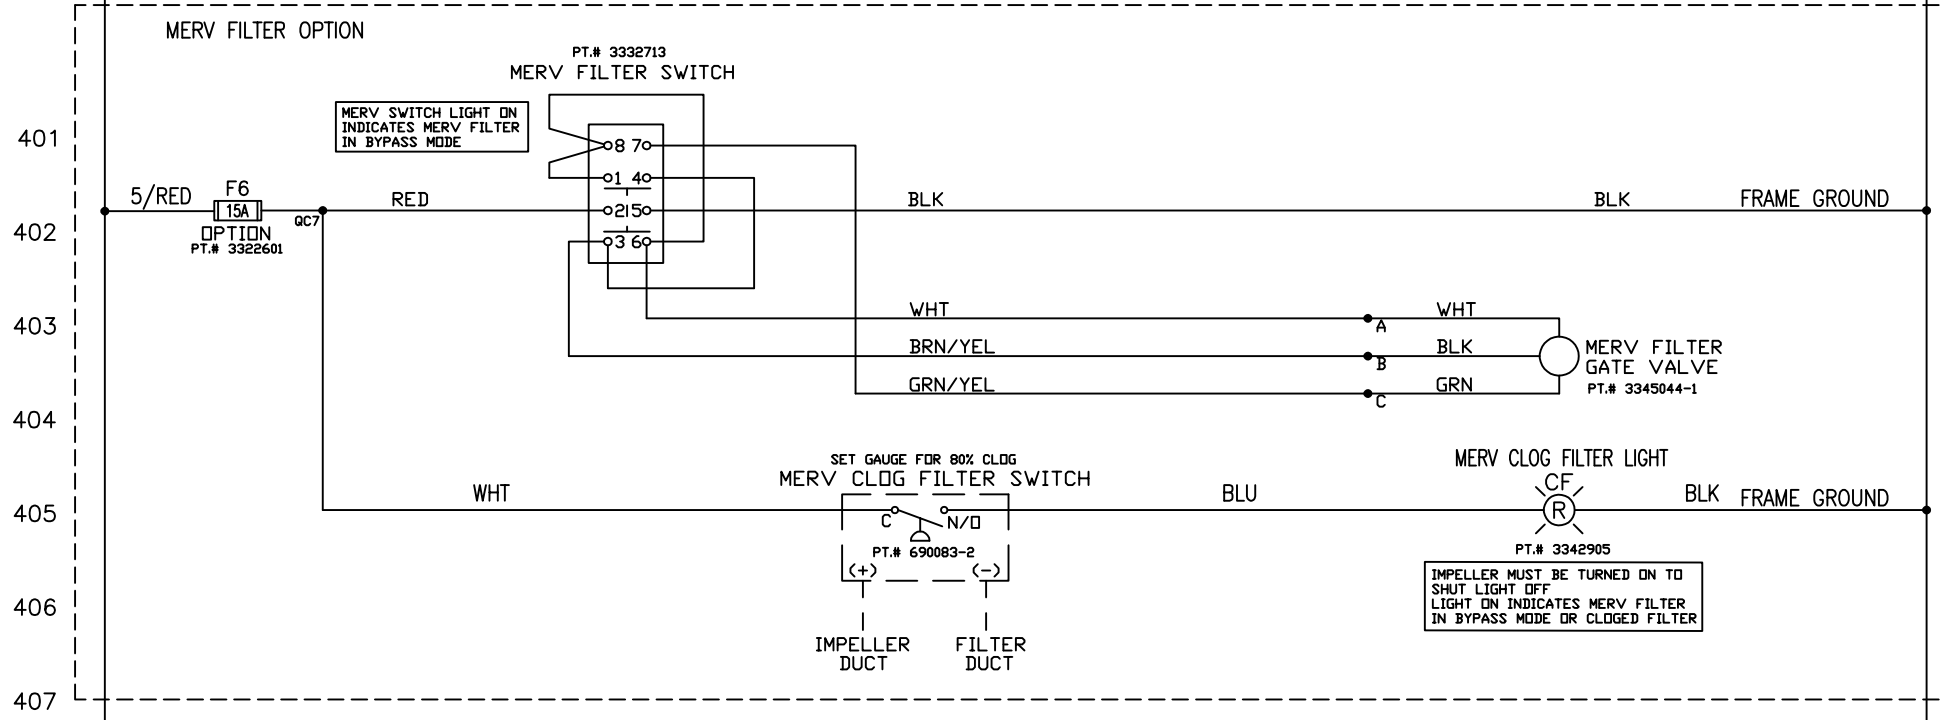 MERV FILTER OPTION
PT.# 3332713
MERV FILTER SWITCH
MERV SWITCH LIGHT ON
INDICATES MERV FILTER
IN BYPASS MODE
401
8 7
1 4
5/RED
F6
15A
OPTION
PT.# 3322601
QC7
RED
2 5
BLK
BLK
FRAME GROUND
402
3 6
403
WHT
A
WHT
BRN/YEL
B
BLK
MERV FILTER
GATE VALVE
PT.# 3345044-1
GRN/YEL
C
GRN
404
SET GAUGE FOR 80% CLOG
MERV CLOG FILTER SWITCH
MERV CLOG FILTER LIGHT
CF
405
WHT
C
N/O
BLU
R
BLK
FRAME GROUND
PT.# 690083-2
PT.# 3342905
(+)
(-)
IMPELLER MUST BE TURNED ON TO
SHUT LIGHT OFF
LIGHT ON INDICATES MERV FILTER
IN BYPASS MODE OR CLOGED FILTER
406
IMPELLER
DUCT
FILTER
DUCT
407